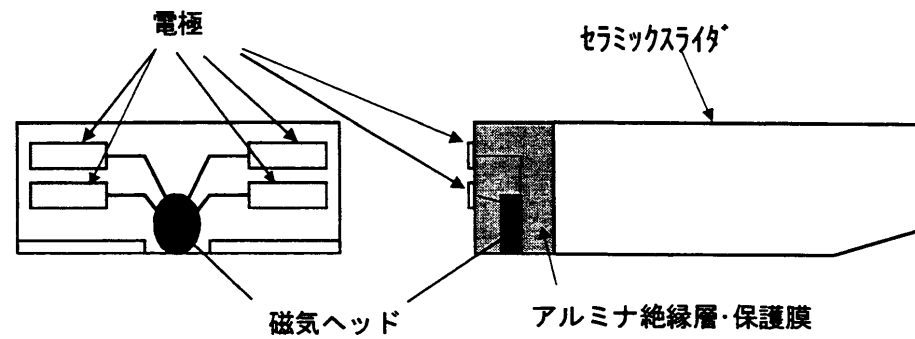 電極
セラミックスライダ
磁気ヘッド
アルミナ絶縁層・保護膜